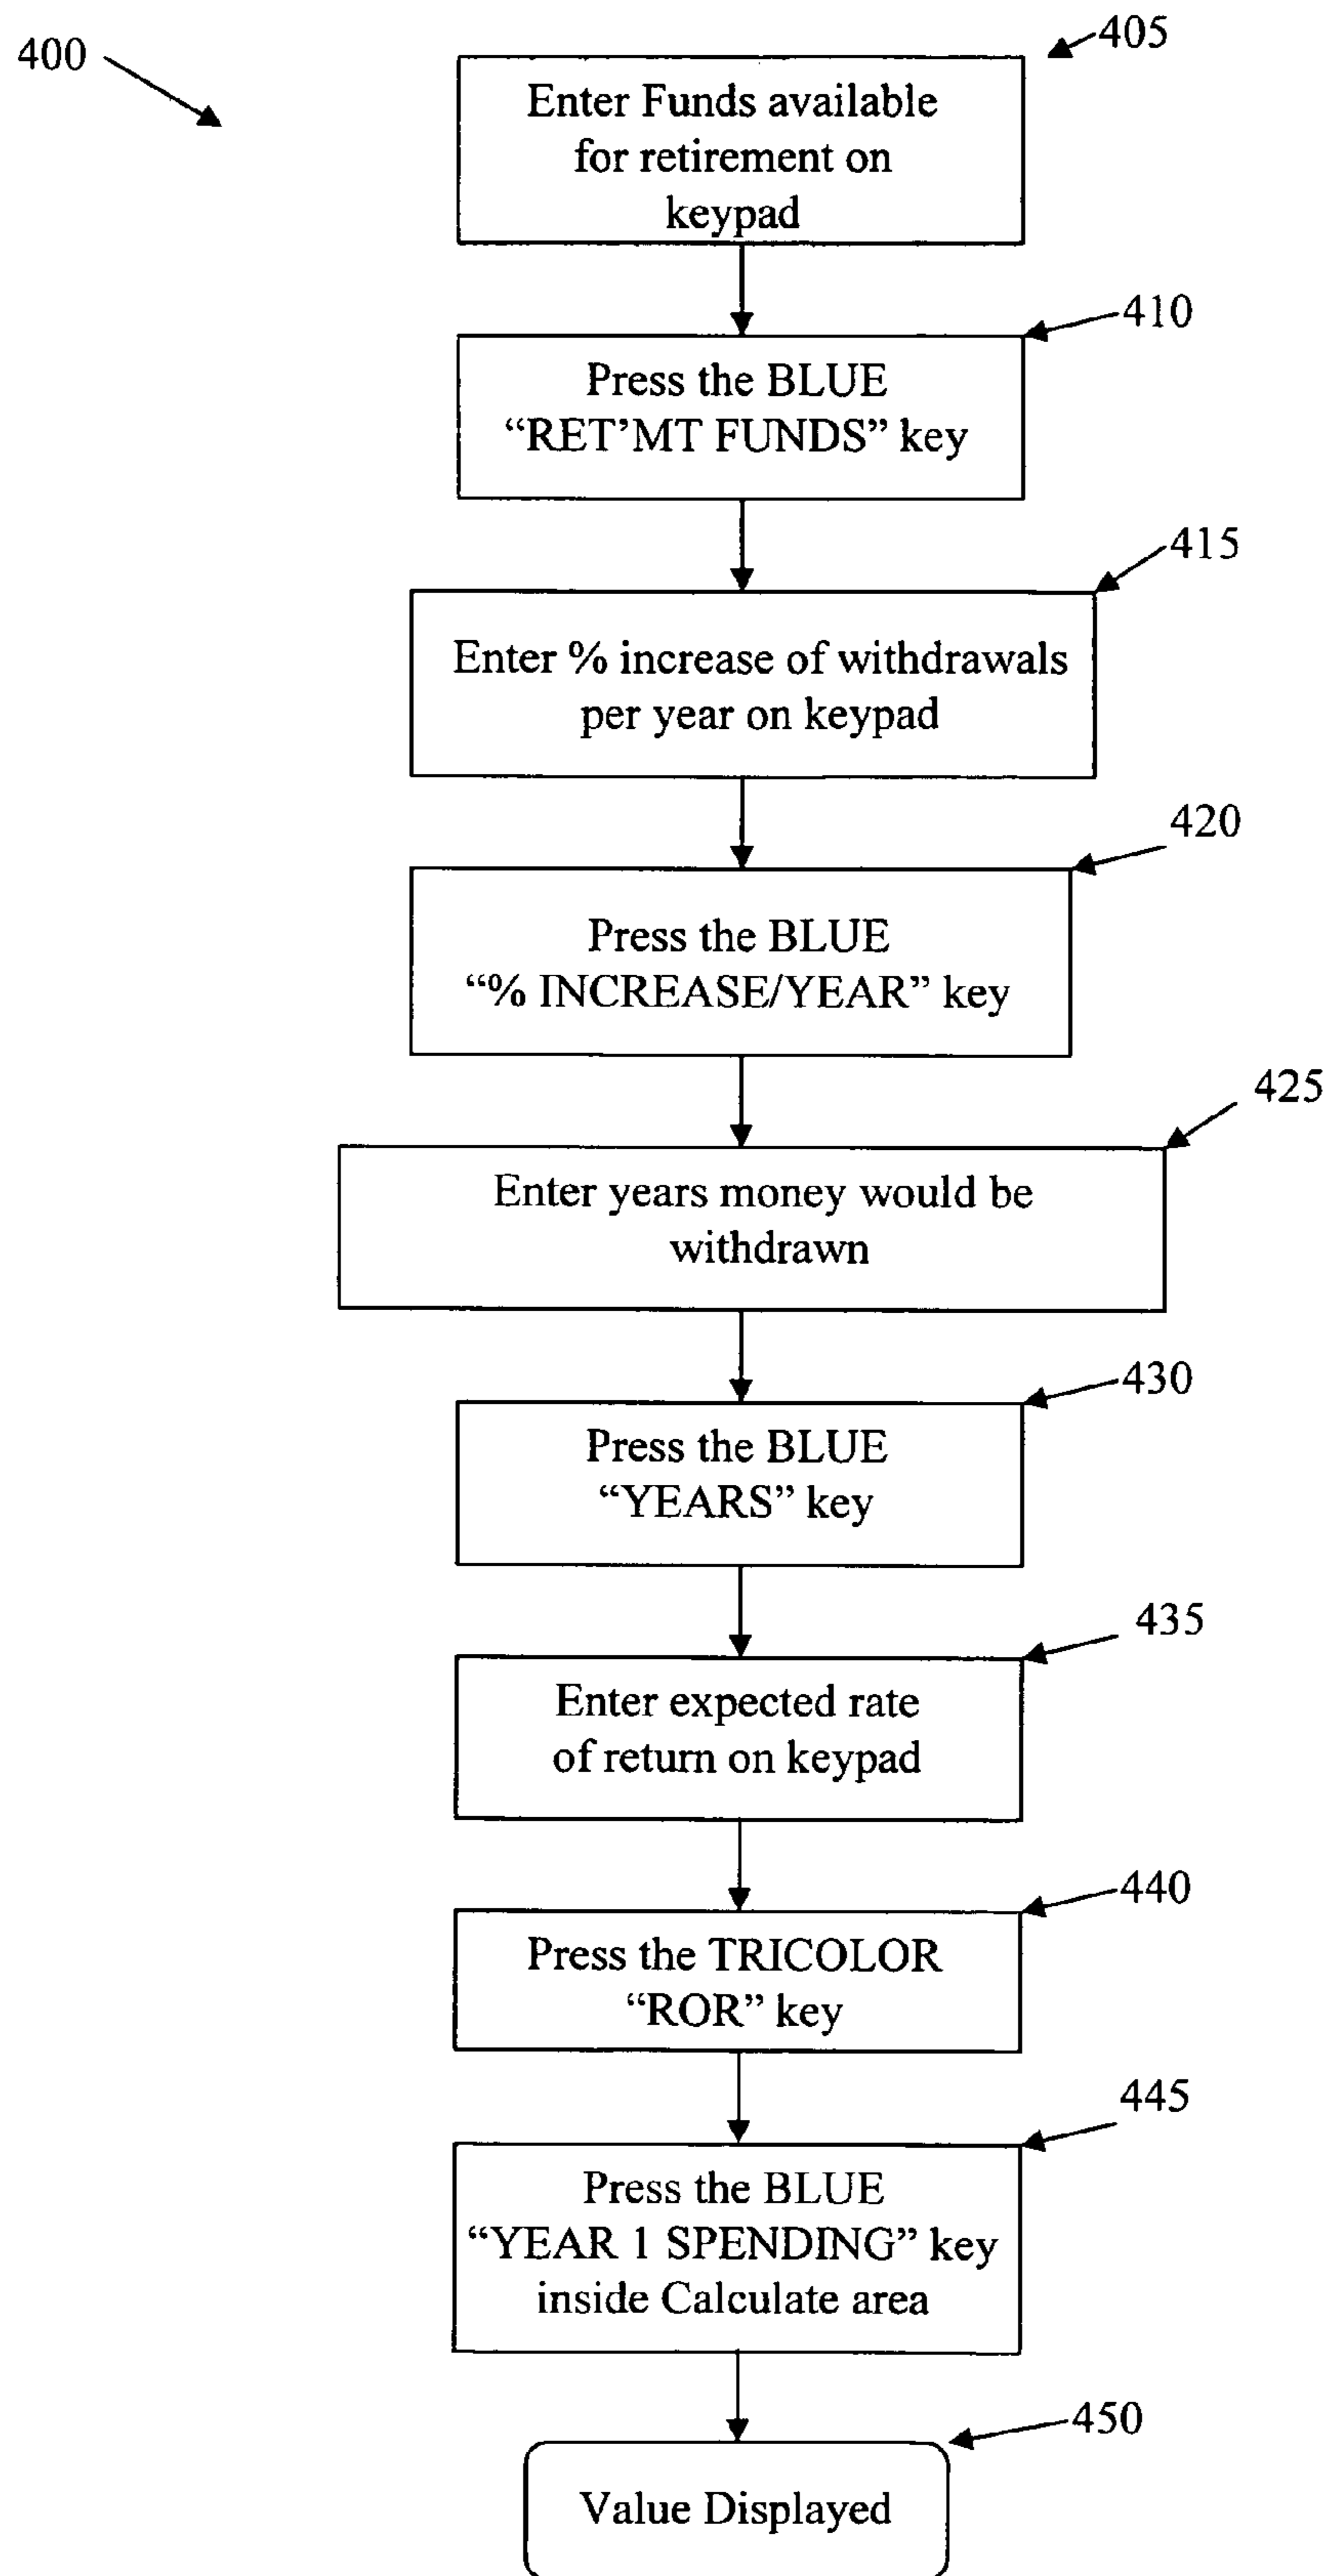 400
405
Enter Funds available
for retirement on
keypad
410
Press the BLUE
“RET’MT FUNDS” key
415
Enter % increase of withdrawals
per year on keypad
420
Press the BLUE
“% INCREASE/YEAR” key
425
Enter years money would be
withdrawn
430
Press the BLUE
“YEARS” key
435
Enter expected rate
of return on keypad
440
Press the TRICOLOR
“ROR” key
445
Press the BLUE
“YEAR 1 SPENDING” key
inside Calculate area
450
Value Displayed